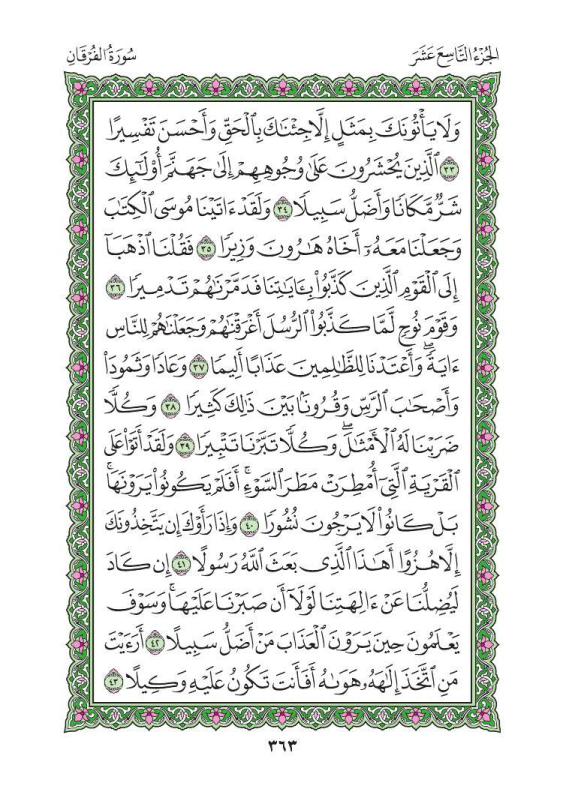 الجُزْءُ التَّاسِعَ عَشَرَ
سُورَةُ الفُرْقَانِ
وَلَا يَأْتُونَكَ بِمَثَلٍ إِلَّا جِئْنَٰكَ بِٱلْحَقِّ وَأَحْسَنَ تَفْسِيرًا
٣٣ ٱلَّذِينَ يُحْشَرُونَ عَلَىٰ وُجُوهِهِمْ إِلَىٰ جَهَنَّمَ أُوْلَٰٓئِكَ
شَرٌّ مَّكَانًا وَأَضَلُّ سَبِيلًا ٣٤ وَلَقَدْ ءَاتَيْنَا مُوسَى ٱلْكِتَٰبَ
وَجَعَلْنَا مَعَهُۥٓ أَخَاهُ هَٰرُونَ وَزِيرًا ٣٥ فَقُلْنَا ٱذْهَبَآ
إِلَى ٱلْقَوْمِ ٱلَّذِينَ كَذَّبُواْ بِـَٔايَٰتِنَا فَدَمَّرْنَٰهُمْ تَدْمِيرًا ٣٦
وَقَوْمَ نُوحٍ لَّمَّا كَذَّبُواْ ٱلرُّسُلَ أَغْرَقْنَٰهُمْ وَجَعَلْنَٰهُمْ لِلنَّاسِ
ءَايَةً ۖ وَأَعْتَدْنَا لِلظَّٰلِمِينَ عَذَابًا أَلِيمًا ٣٧ وَعَادًا وَثَمُودَاْ
وَأَصْحَٰبَ ٱلرَّسِّ وَقُرُونًۢا بَيْنَ ذَٰلِكَ كَثِيرًا ٣٨ وَكُلًّا
ضَرَبْنَا لَهُ ٱلْأَمْثَٰلَ ۖ وَكُلًّا تَبَّرْنَا تَتْبِيرًا ٣٩ وَلَقَدْ أَتَوْاْ عَلَى
ٱلْقَرْيَةِ ٱلَّتِىٓ أُمْطِرَتْ مَطَرَ ٱلسَّوْءِ ۚ أَفَلَمْ يَكُونُواْ يَرَوْنَهَا ۚ
بَلْ كَانُواْ لَا يَرْجُونَ نُشُورًا ٤٠ وَإِذَا رَأَوْكَ إِن يَتَّخِذُونَكَ
إِلَّا هُزُوًا أَهَٰذَا ٱلَّذِى بَعَثَ ٱللَّهُ رَسُولًا ٤١ إِن كَادَ
لَيُضِلُّنَا عَنْ ءَالِهَتِنَا لَوْلَآ أَن صَبَرْنَا عَلَيْهَا ۚ وَسَوْفَ
يَعْلَمُونَ حِينَ يَرَوْنَ ٱلْعَذَابَ مَنْ أَضَلُّ سَبِيلًا ٤٢ أَرَءَيْتَ
مَنِ ٱتَّخَذَ إِلَٰهَهُۥ هَوَىٰهُ أَفَأَنتَ تَكُونُ عَلَيْهِ وَكِيلًا ٤٣
٣٦٣